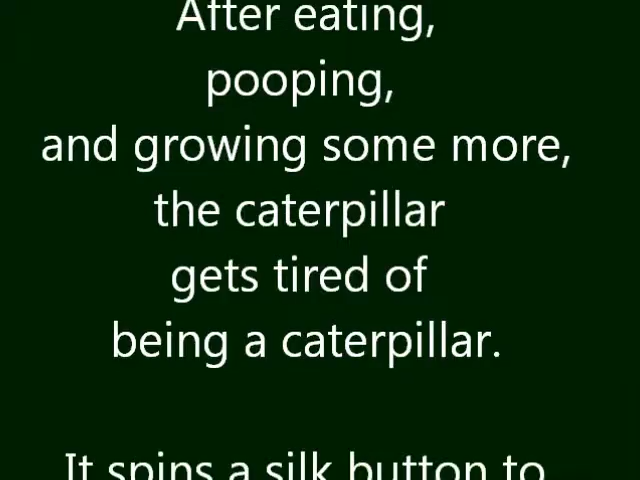 After eating,
pooping,
and growing some more,
the caterpillar
gets tired of
being a caterpillar.
It spins a silk button to